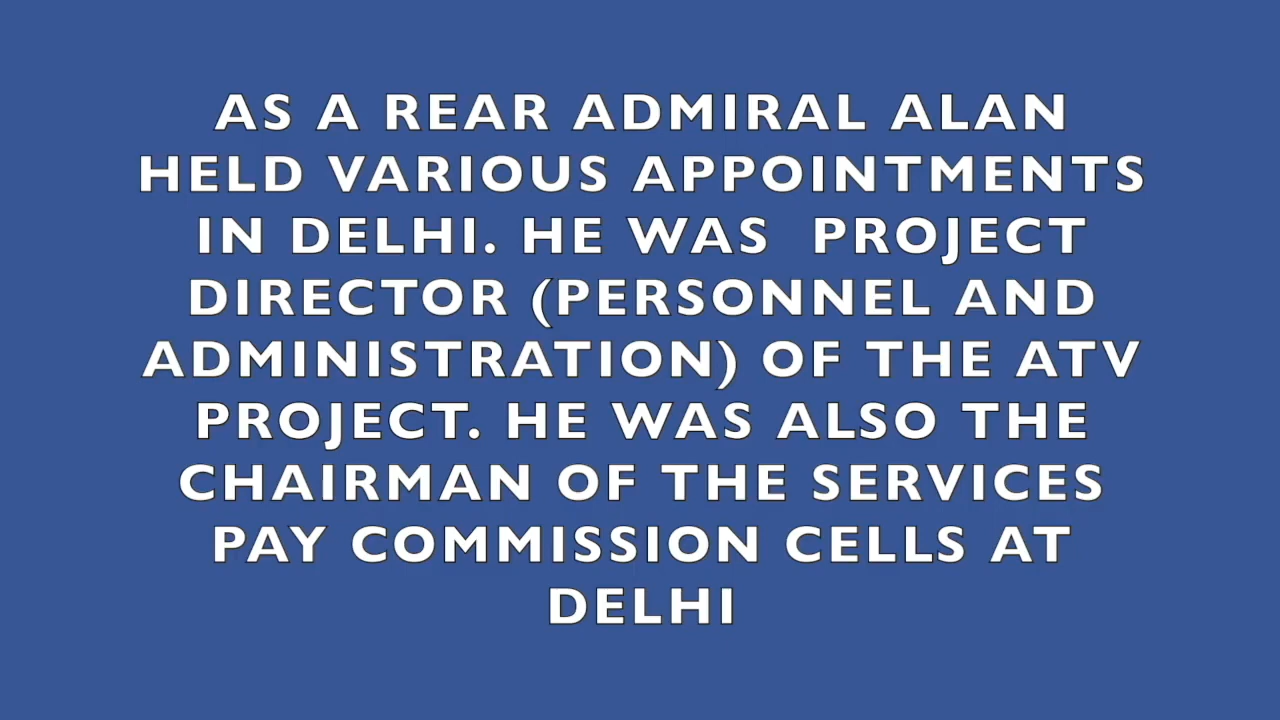 AS A REAR ADMIRAL ALAN
HELD VARIOUS APPOINTMENTS
IN DELHI. HE WAS  PROJECT
DIRECTOR (PERSONNEL AND
ADMINISTRATION) OF THE ATV
PROJECT. HE WAS ALSO THE
CHAIRMAN OF THE SERVICES
PAY COMMISSION CELLS AT
DELHI